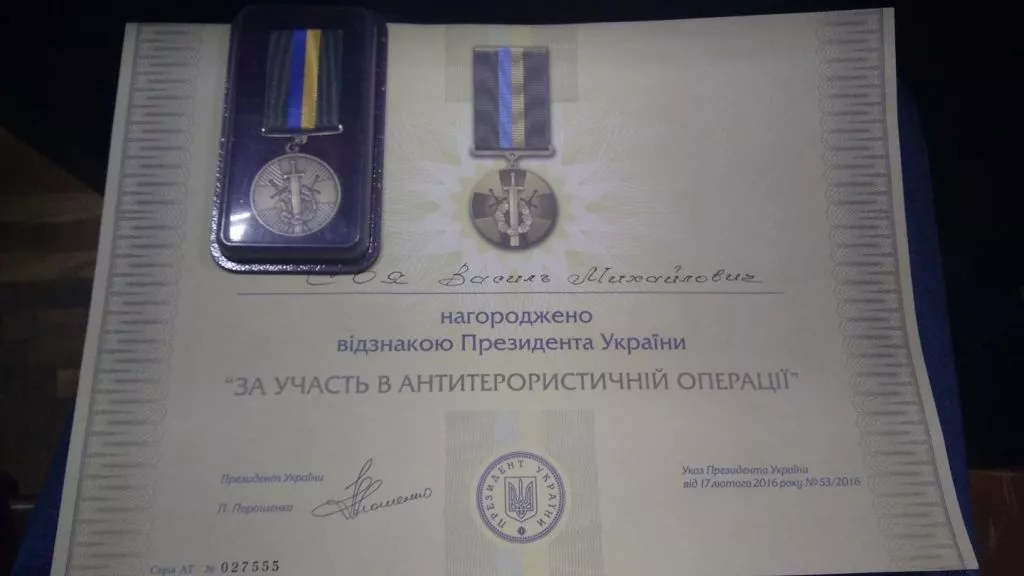 Василь Михайлович
нагороджено
відзнакою Президента України
"ЗА УЧАСТЬ В АНТИТЕРОРИСТИЧНІЙ ОПЕРАЦІЇ"
Президент України
П. Порошенко
ПРЕЗИДЕНТ УКРАЇНИ
Указ Президента України
від 17 лютого 2016 року № 53/2016
Серія АТ № 027555